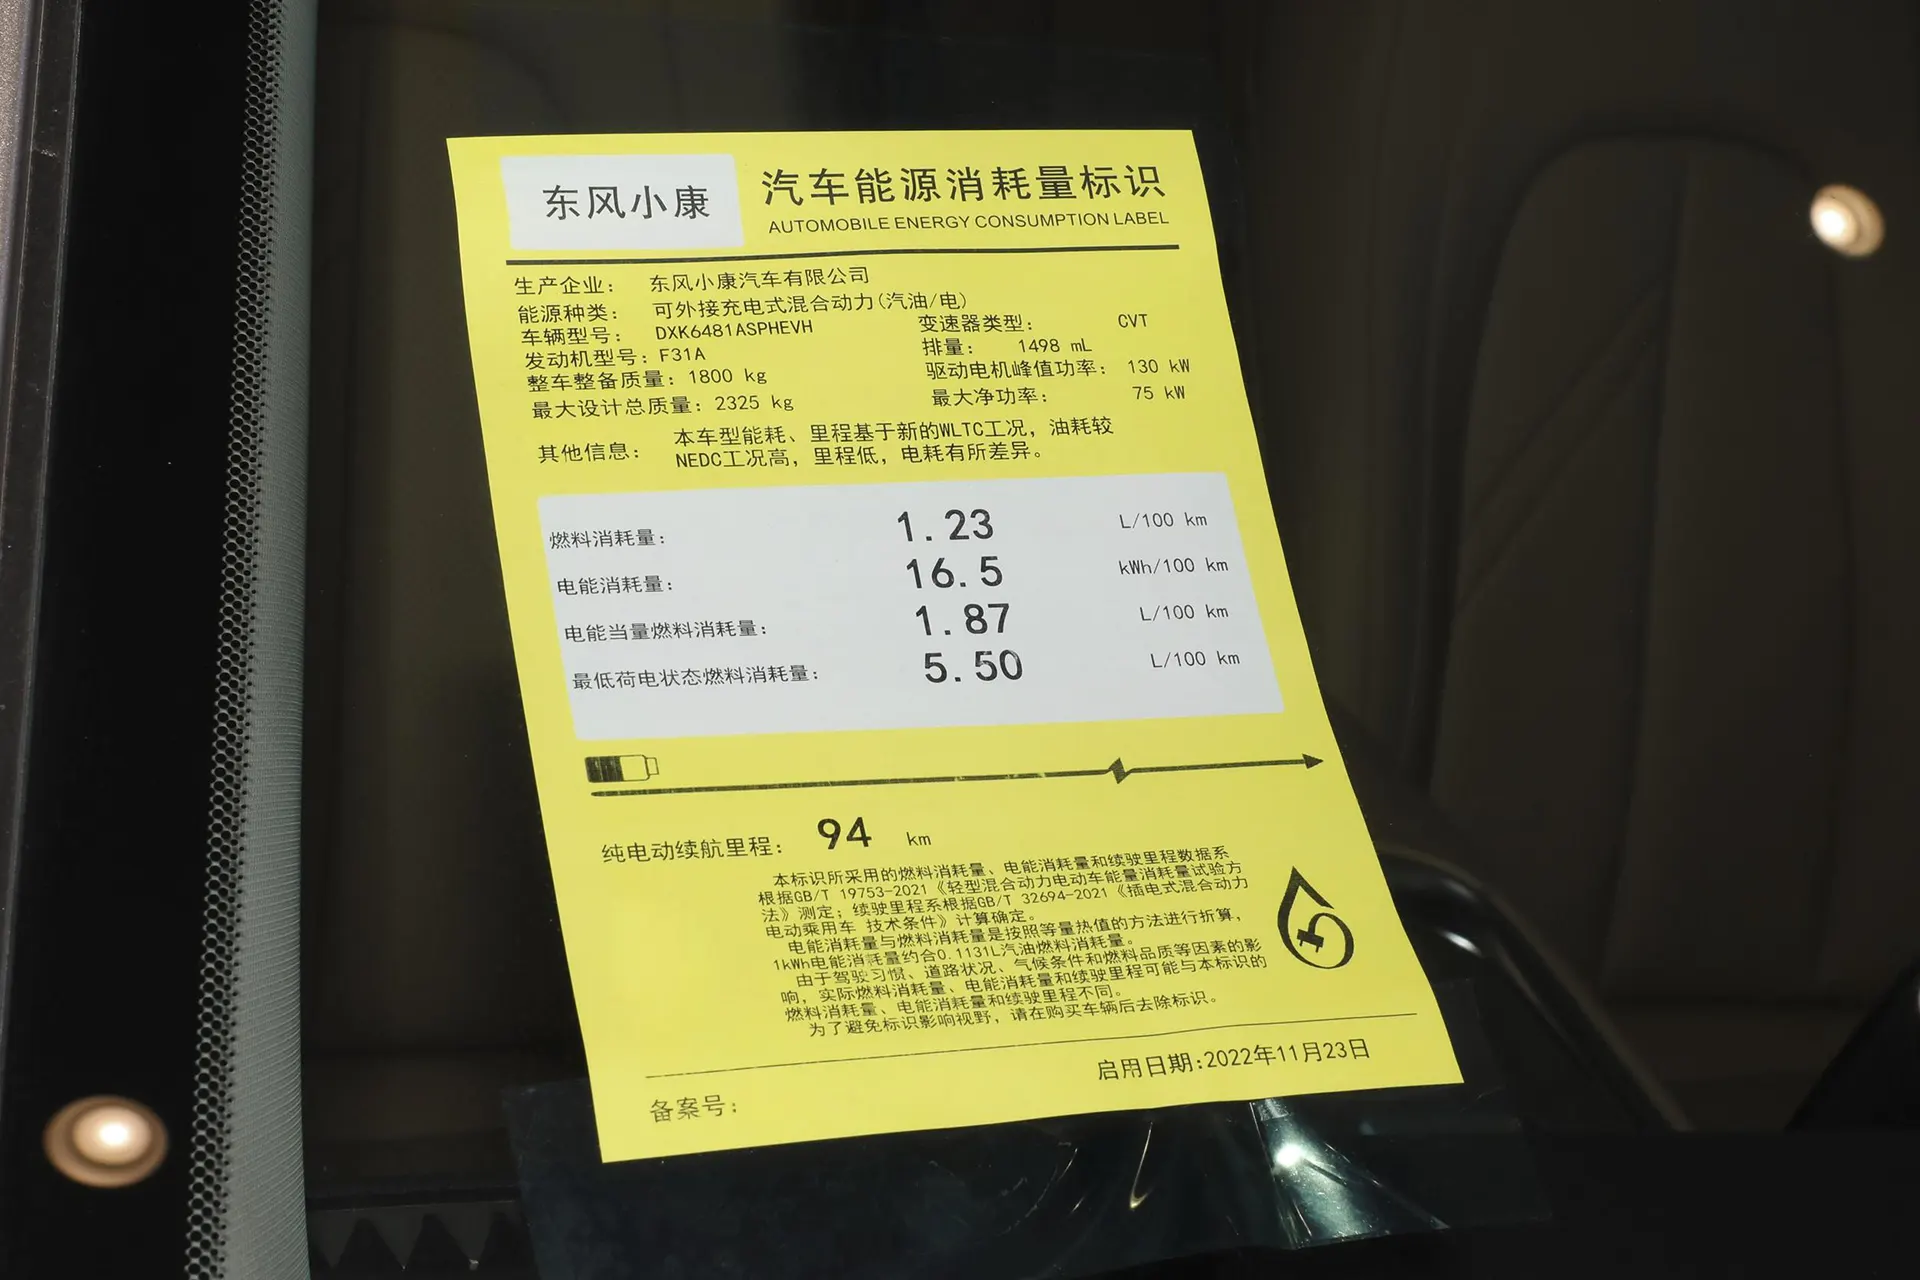 东风小康
汽车能源消耗量标识
AUTOMOBILE ENERGY CONSUMPTION LABEL
生产企业： 东风小康汽车有限公司
能源种类： 可外接充电式混合动力(汽油/电)
车辆型号： DXK6481ASPHEVH 变速器类型： CVT
发动机型号：F31A 排量： 1498 mL
整车整备质量：1800 kg 驱动电机峰值功率： 130 kW
最大设计总质量：2325 kg 最大净功率： 75 kW
其他信息： 本车型能耗、里程基于新的WLTC工况，油耗较
NEDC工况高，里程低，电耗有所差异。
燃料消耗量： 1.23 L/100 km
电能消耗量： 16.5 kWh/100 km
电能当量燃料消耗量： 1.87 L/100 km
最低荷电状态燃料消耗量： 5.50 L/100 km
纯电动续航里程： 94 km
本标识所采用的燃料消耗量、电能消耗量和续驶里程数据系
根据GB/T 19753-2021《轻型混合动力电动车能量消耗量试验方
法》测定；续驶里程系根据GB/T 32694-2021《插电式混合动力
电动乘用车 技术条件》计算确定。
电能消耗量与燃料消耗量是按照等量热值的方法进行折算，
1kWh电能消耗量约合0.1131L汽油燃料消耗量。
由于驾驶习惯、道路状况、气候条件和燃料品质等因素的影
响，实际燃料消耗量、电能消耗量和续驶里程可能与本标识的
燃料消耗量、电能消耗量和续驶里程不同。
为了避免标识影响视野，请在购买车辆后去除标识。
启用日期:2022年11月23日
备案号：